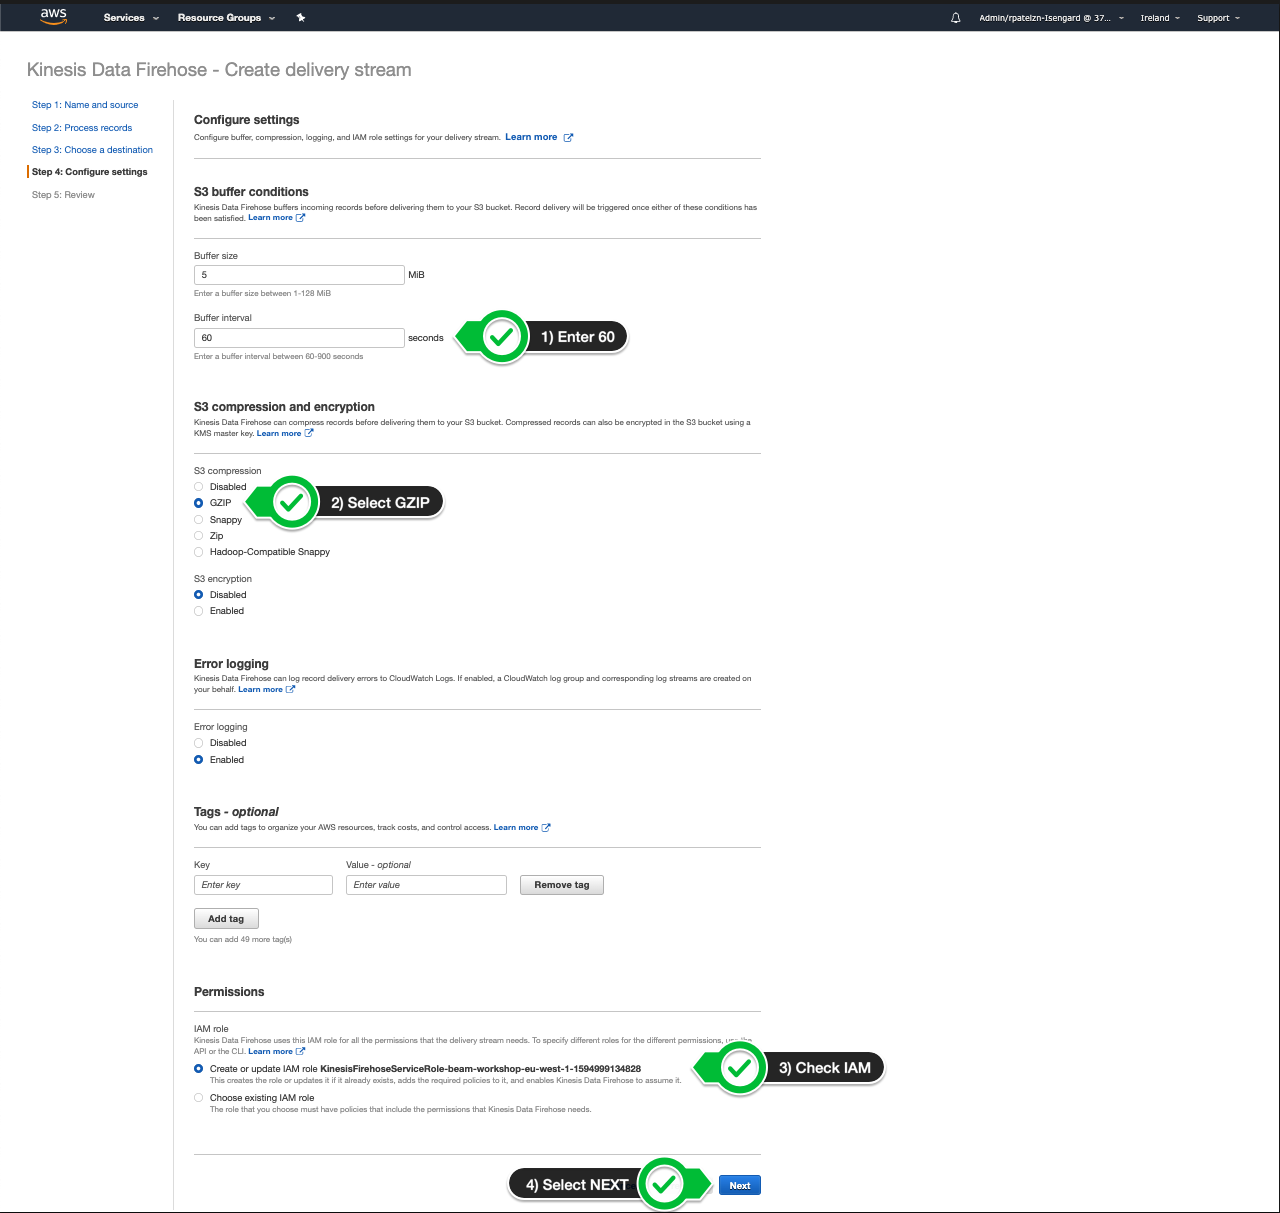 aws Services Resource Groups Admin/rpatelzn-Isengard @ 37... Ireland Support
Kinesis Data Firehose - Create delivery stream
Step 1: Name and source
Step 2: Process records
Step 3: Choose a destination
Step 4: Configure settings
Step 5: Review
Configure settings
Configure buffer, compression, logging, and IAM role settings for your delivery stream. Learn more
S3 buffer conditions
Kinesis Data Firehose buffers incoming records before delivering them to your S3 bucket. Record delivery will be triggered once either of these conditions has
been satisfied. Learn more
Buffer size
5 MiB
Enter a buffer size between 1-128 MiB
Buffer interval
60 seconds
1) Enter 60
Enter a buffer interval between 60-900 seconds
S3 compression and encryption
Kinesis Data Firehose can compress records before delivering them to your S3 bucket. Compressed records can also be encrypted in the S3 bucket using a
KMS master key. Learn more
S3 compression
Disabled
GZIP
2) Select GZIP
Snappy
Zip
Hadoop-Compatible Snappy
S3 encryption
Disabled
Enabled
Error logging
Kinesis Data Firehose can log record delivery errors to CloudWatch Logs. If enabled, a CloudWatch log group and corresponding log streams are created on
your behalf. Learn more
Error logging
Disabled
Enabled
Tags - optional
You can add tags to organize your AWS resources, track costs, and control access. Learn more
Key Value - optional
Enter key Enter value Remove tag
Add tag
You can add 49 more tag(s)
Permissions
IAM role
Kinesis Data Firehose uses this IAM role for all the permissions that the delivery stream needs. To specify different roles for the different permissions, use the
API or the CLI. Learn more
Create or update IAM role KinesisFirehoseServiceRole-beam-workshop-eu-west-1-1594999134828
3) Check IAM
This creates the role or updates it if it already exists, adds the required policies to it, and enables Kinesis Data Firehose to assume it.
Choose existing IAM role
The role that you choose must have policies that include the permissions that Kinesis Data Firehose needs.
4) Select NEXT
Next